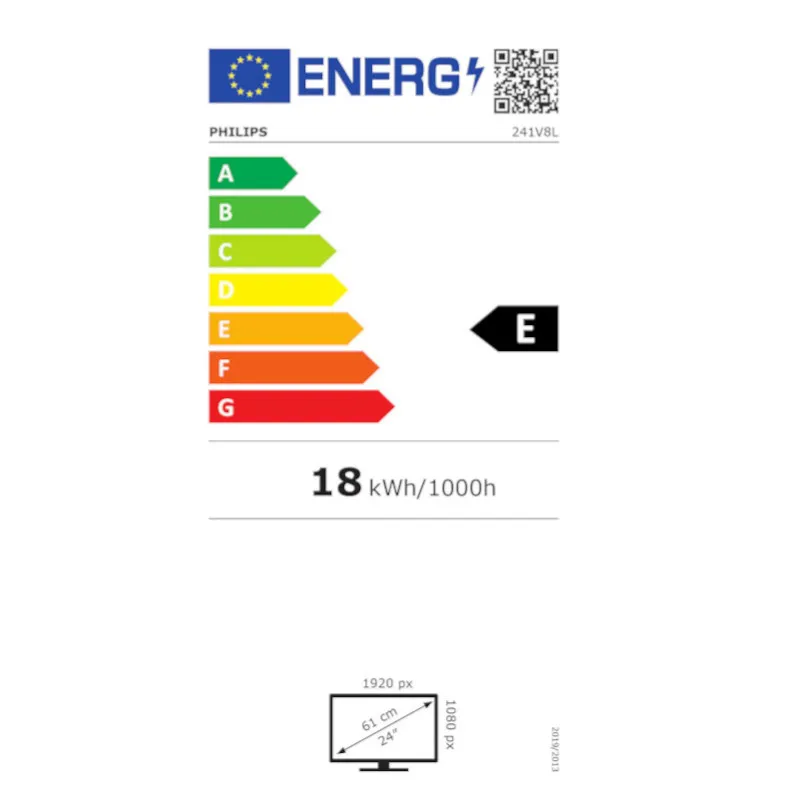 ENERG
PHILIPS 241V8L
A
B
C
D
E
E
F
G
18 kWh/1000h
1920 px
1080 px
61 cm
24"
2019/2013